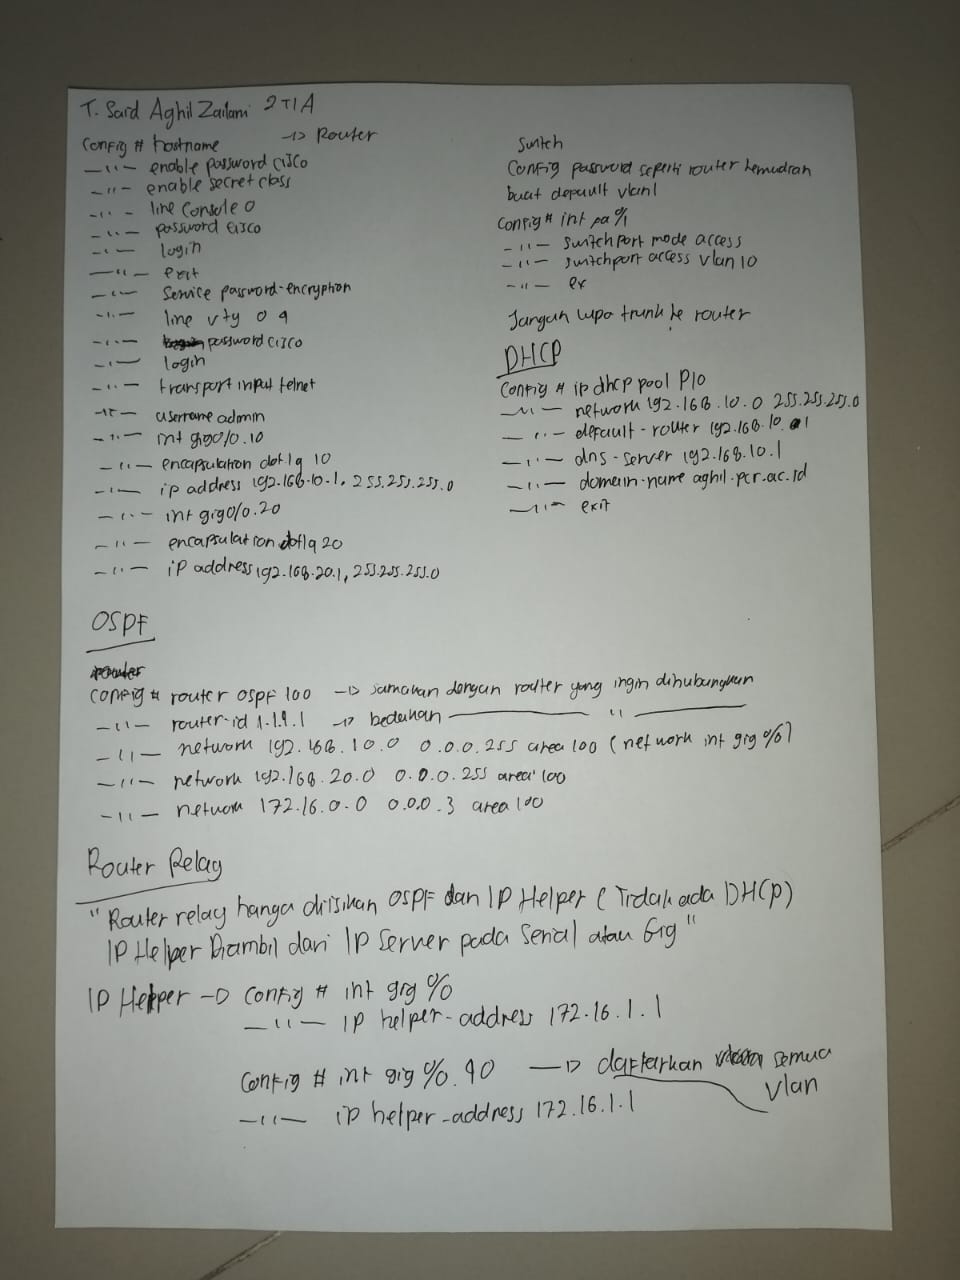 T. Said Aghil Zailani 2TIA
Config # hostname -> Router
—"— enable password cisco
—"— enable secret class
—"— line console 0
—"— password cisco
—"— login
—"— exit
—"— Service password-encryption
—"— line vty 0 4
—"— password cisco
—"— login
—"— transport input telnet
—"— username admin
—"— int gig0/0.10
—"— encapsulation dot1q 10
—"— ip address 192.168.10.1, 255.255.255.0
—"— int gig0/0.20
—"— encapsulation dot1q 20
—"— ip address 192.168.20.1, 255.255.255.0
Switch
Config password seperti router kemudian
buat default vlan1
Config # int fa0/1
—"— switchport mode access
—"— switchport access vlan 10
—"— ex
Jangan lupa trunk ke router
DHCP
Config # ip dhcp pool P10
—"— network 192.168.10.0 255.255.255.0
—"— default-router 192.168.10.1
—"— dns-server 192.168.10.1
—"— domain-name aghil.pcr.ac.id
—"— exit
OSPF
Config # router ospf 100 -> samakan dengan router yang ingin dihubungkan
—"— router-id 1.1.1.1 -> bedakan ——— " ———
—"— network 192.168.10.0 0.0.0.255 area 100 (network int gig 0/0)
—"— network 192.168.20.0 0.0.0.255 area 100
—"— network 172.16.0.0 0.0.0.3 area 100
Router Relay
"Router relay hanya diisikan OSPF dan IP Helper (Tidak ada DHCP)
IP Helper Diambil dari IP Server pada Serial atau Gig"
IP Helper -> Config # int gig 0/0
—"— IP helper-address 172.16.1.1
Config # int gig 0/0.40 -> daftarkan semua
vlan
—"— ip helper-address 172.16.1.1